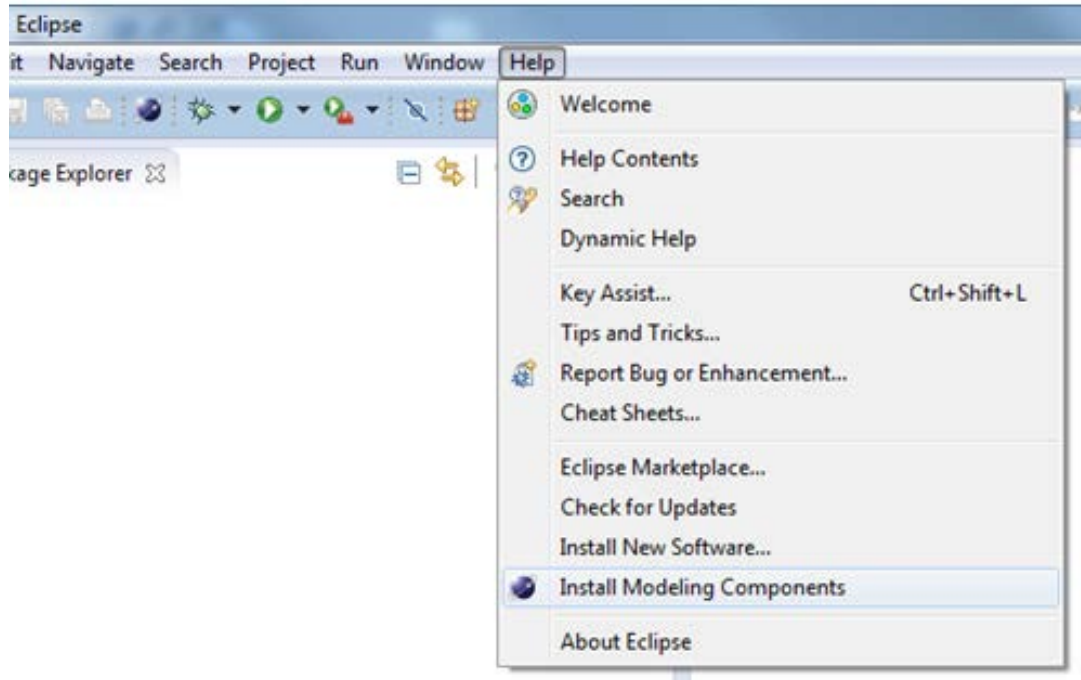 Eclipse
it Navigate Search Project Run Window Help
Welcome
kage Explorer
Help Contents
Search
Dynamic Help
Key Assist... Ctrl+Shift+L
Tips and Tricks...
Report Bug or Enhancement...
Cheat Sheets...
Eclipse Marketplace...
Check for Updates
Install New Software...
Install Modeling Components
About Eclipse